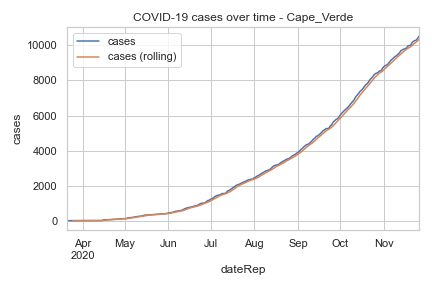 COVID-19 cases over time - Cape_Verde
cases
cases (rolling)
10000
8000
6000
4000
2000
0
cases
Apr May Jun Jul Aug Sep Oct Nov
2020
dateRep